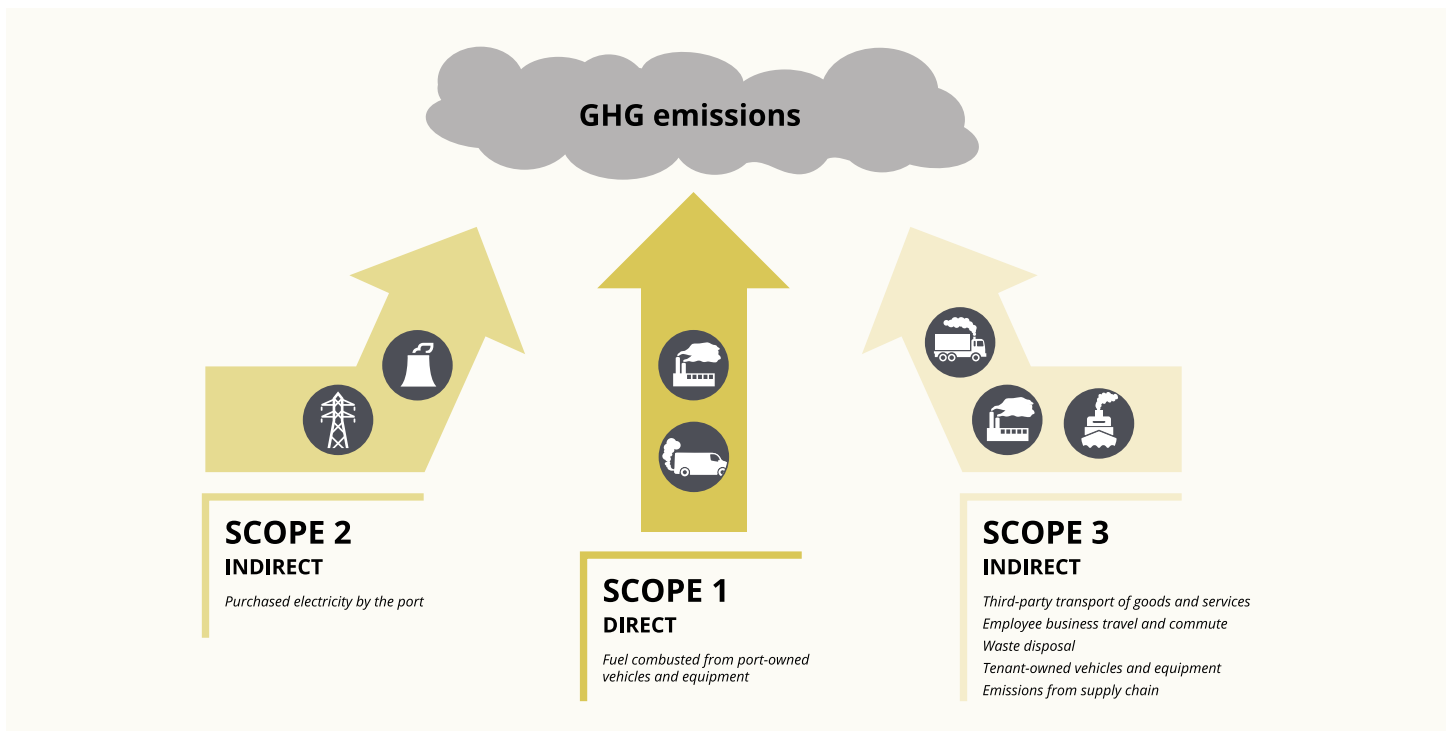 GHG emissions
SCOPE 2
INDIRECT
Purchased electricity by the port
SCOPE 1
DIRECT
Fuel combusted from port-owned
vehicles and equipment
SCOPE 3
INDIRECT
Third-party transport of goods and services
Employee business travel and commute
Waste disposal
Tenant-owned vehicles and equipment
Emissions from supply chain